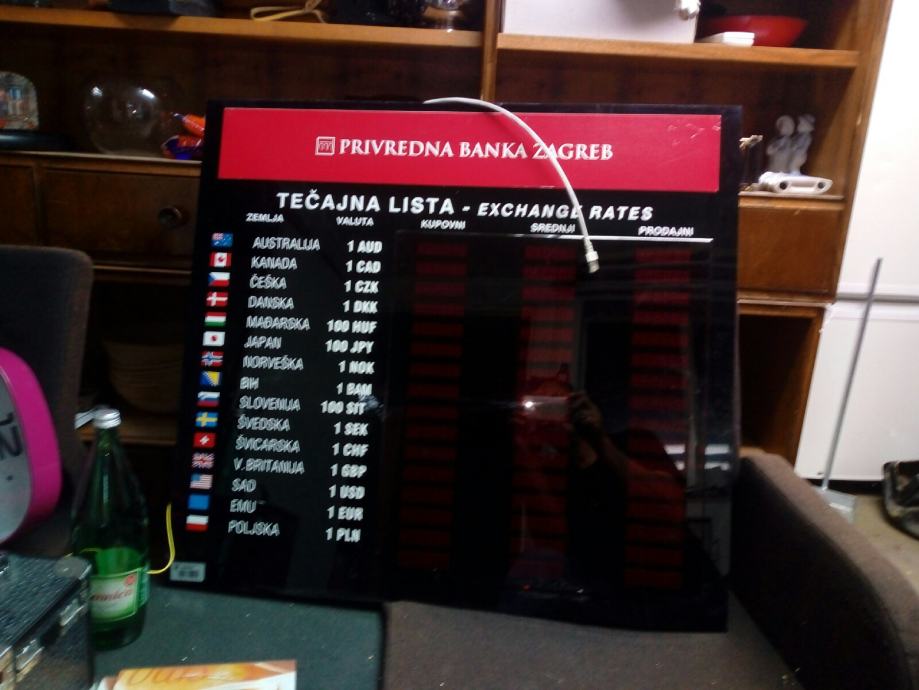 PRIVREDNA BANKA ZAGREB
TEČAJNA LISTA - EXCHANGE RATES
ZEMLJA VALUTA KUPOVNI SREDNJI PRODAJNI
AUSTRALIJA 1 AUD
KANADA 1 CAD
ČEŠKA 1 CZK
DANSKA 1 DKK
MAĐARSKA 100 HUF
JAPAN 100 JPY
NORVEŠKA 1 NOK
BIH 1 BAM
SLOVENIJA 100 SIT
ŠVEDSKA 1 SEK
ŠVICARSKA 1 CHF
V. BRITANIJA 1 GBP
SAD 1 USD
EMU 1 EUR
POLJSKA 1 PLN